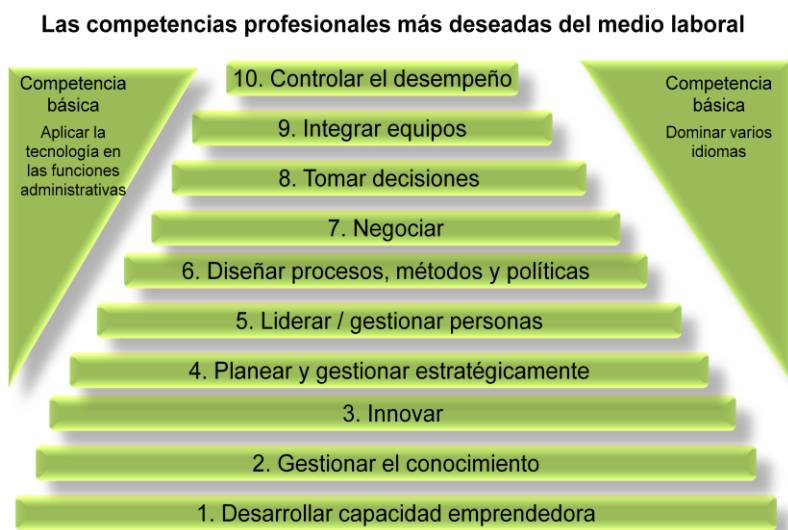 Las competencias profesionales más deseadas del medio laboral
Competencia
básica
Aplicar la
tecnología en
las funciones
administrativas
Competencia
básica
Dominar varios
idiomas
10. Controlar el desempeño
9. Integrar equipos
8. Tomar decisiones
7. Negociar
6. Diseñar procesos, métodos y políticas
5. Liderar / gestionar personas
4. Planear y gestionar estratégicamente
3. Innovar
2. Gestionar el conocimiento
1. Desarrollar capacidad emprendedora